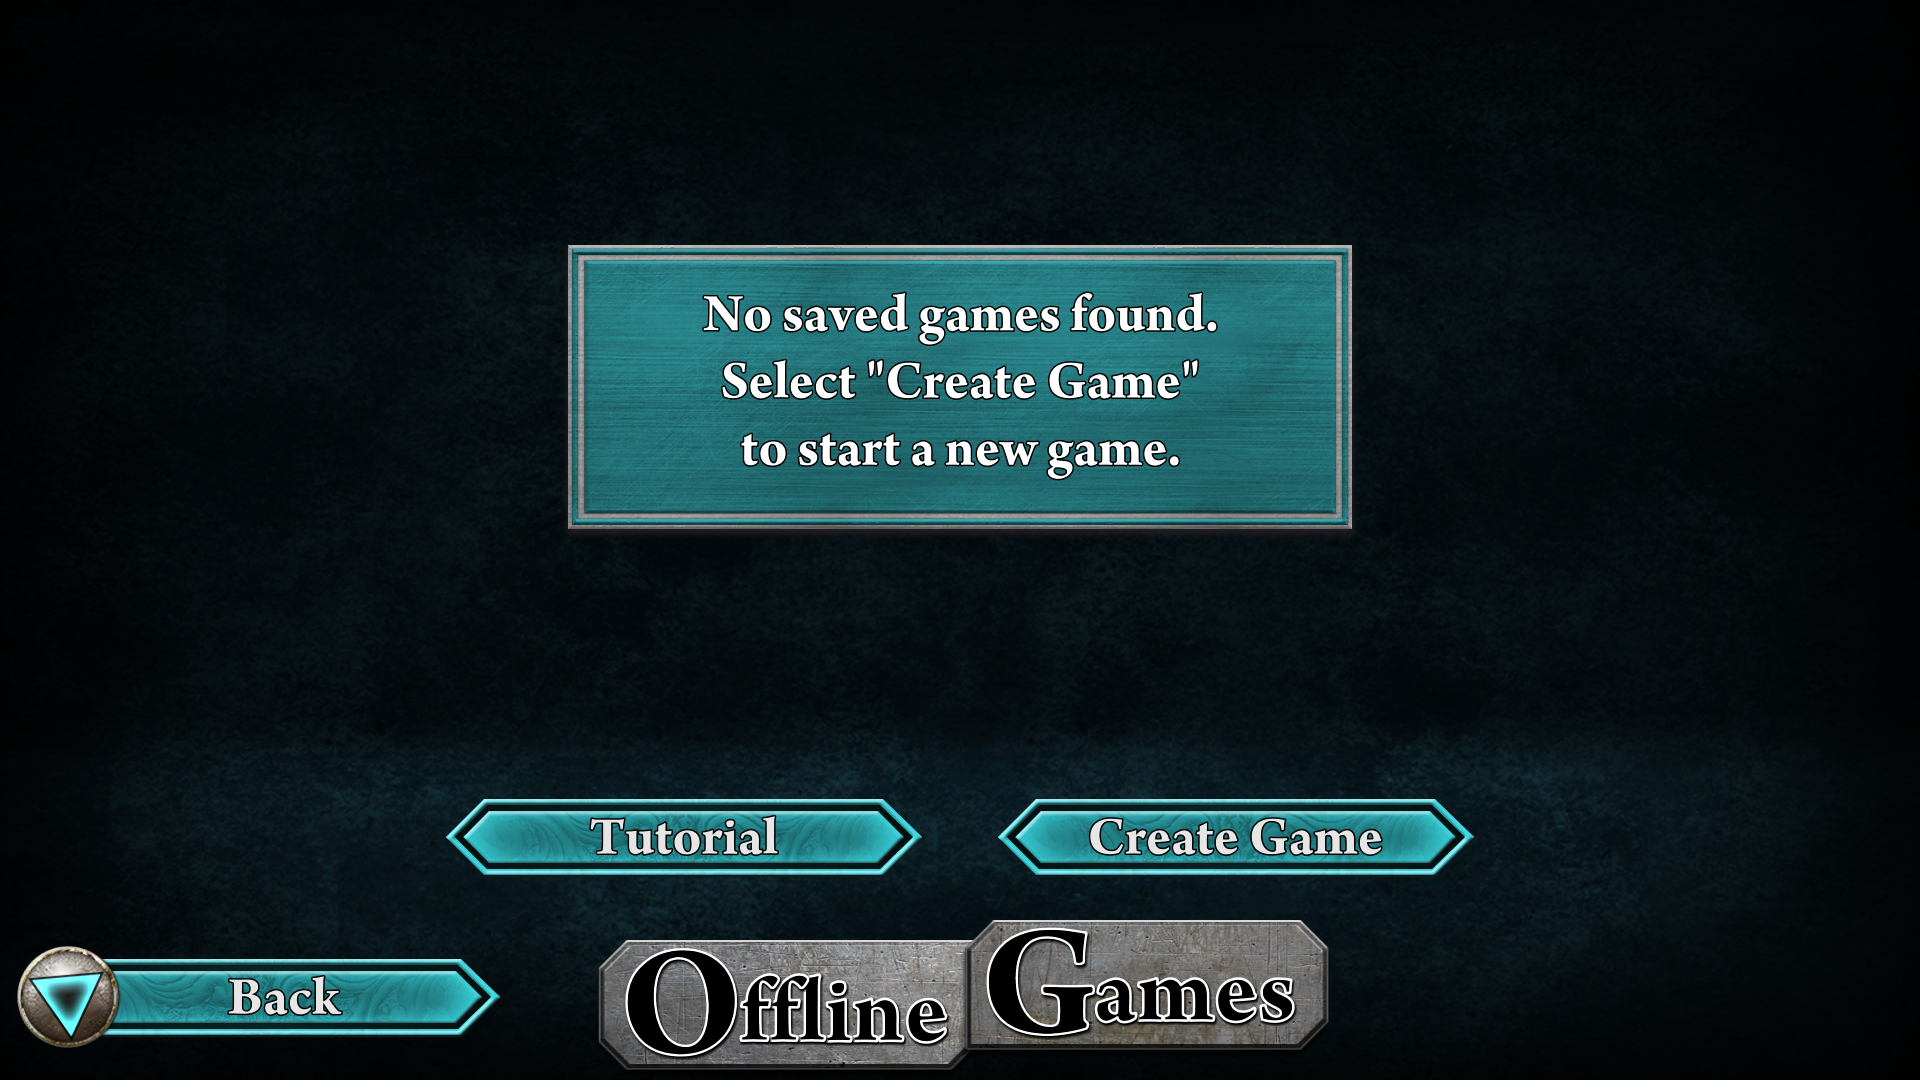 No saved games found.
Select "Create Game"
to start a new game.
Tutorial
Create Game
Back
Offline Games